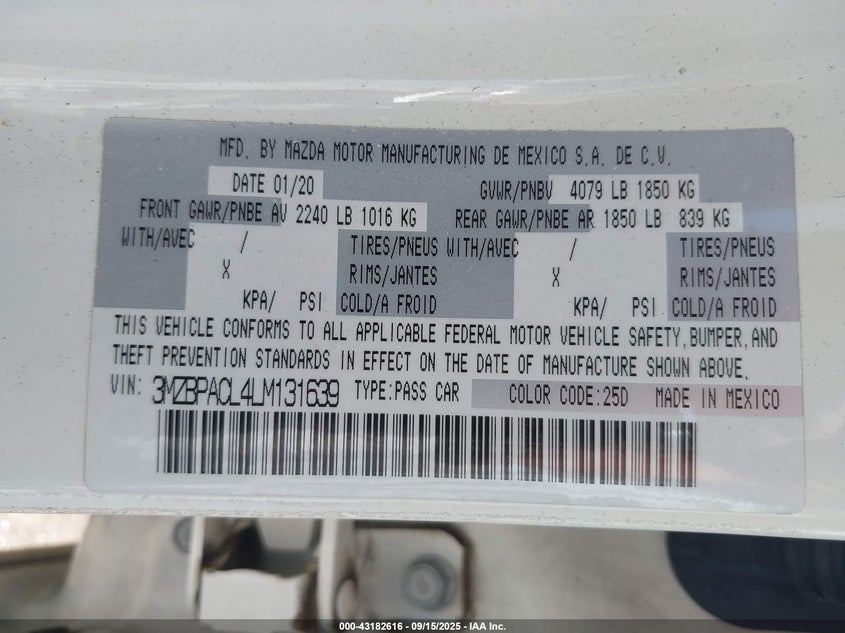 MFD. BY MAZDA MOTOR MANUFACTURING DE MEXICO S.A. DE C.V.
DATE 01/20 GVWR/PNBV 4079 LB 1850 KG
FRONT GAWR/PNBE AV 2240 LB 1016 KG REAR GAWR/PNBE AR 1850 LB 839 KG
WITH/AVEC / TIRES/PNEUS WITH/AVEC / TIRES/PNEUS
X RIMS/JANTES X RIMS/JANTES
KPA/ PSI COLD/A FROID KPA/ PSI COLD/A FROID
THIS VEHICLE CONFORMS TO ALL APPLICABLE FEDERAL MOTOR VEHICLE SAFETY, BUMPER, AND
THEFT PREVENTION STANDARDS IN EFFECT ON THE DATE OF MANUFACTURE SHOWN ABOVE.
VIN: 3MZBPACL4LM131639 TYPE:PASS CAR COLOR CODE:25D MADE IN MEXICO
000-43182616 - 09/15/2025 - IAA Inc.